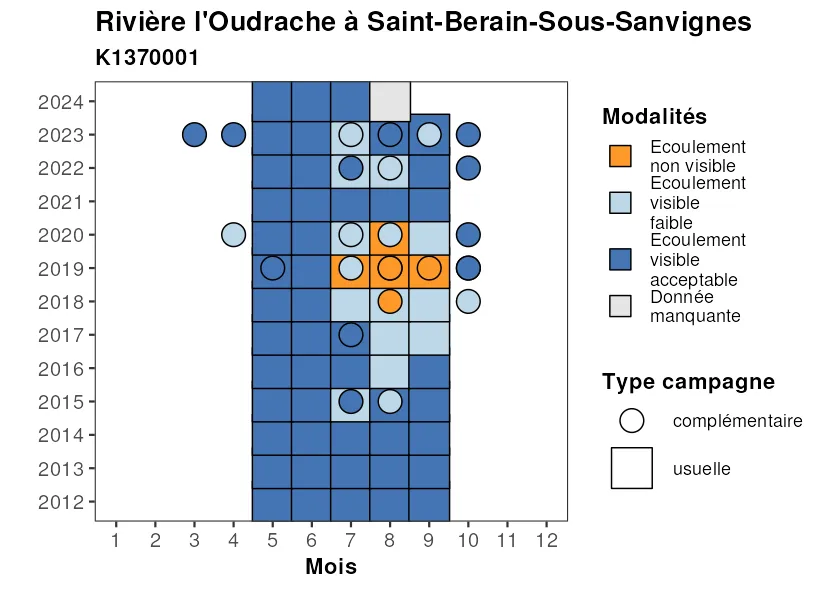 Rivière l'Oudrache à Saint-Berain-Sous-Sanvignes
K1370001
2024
2023
2022
2021
2020
2019
2018
2017
2016
2015
2014
2013
2012
1 2 3 4 5 6 7 8 9 10 11 12
Mois
Modalités
Ecoulement
non visible
Ecoulement
visible
faible
Ecoulement
visible
acceptable
Donnée
manquante
Type campagne
complémentaire
usuelle